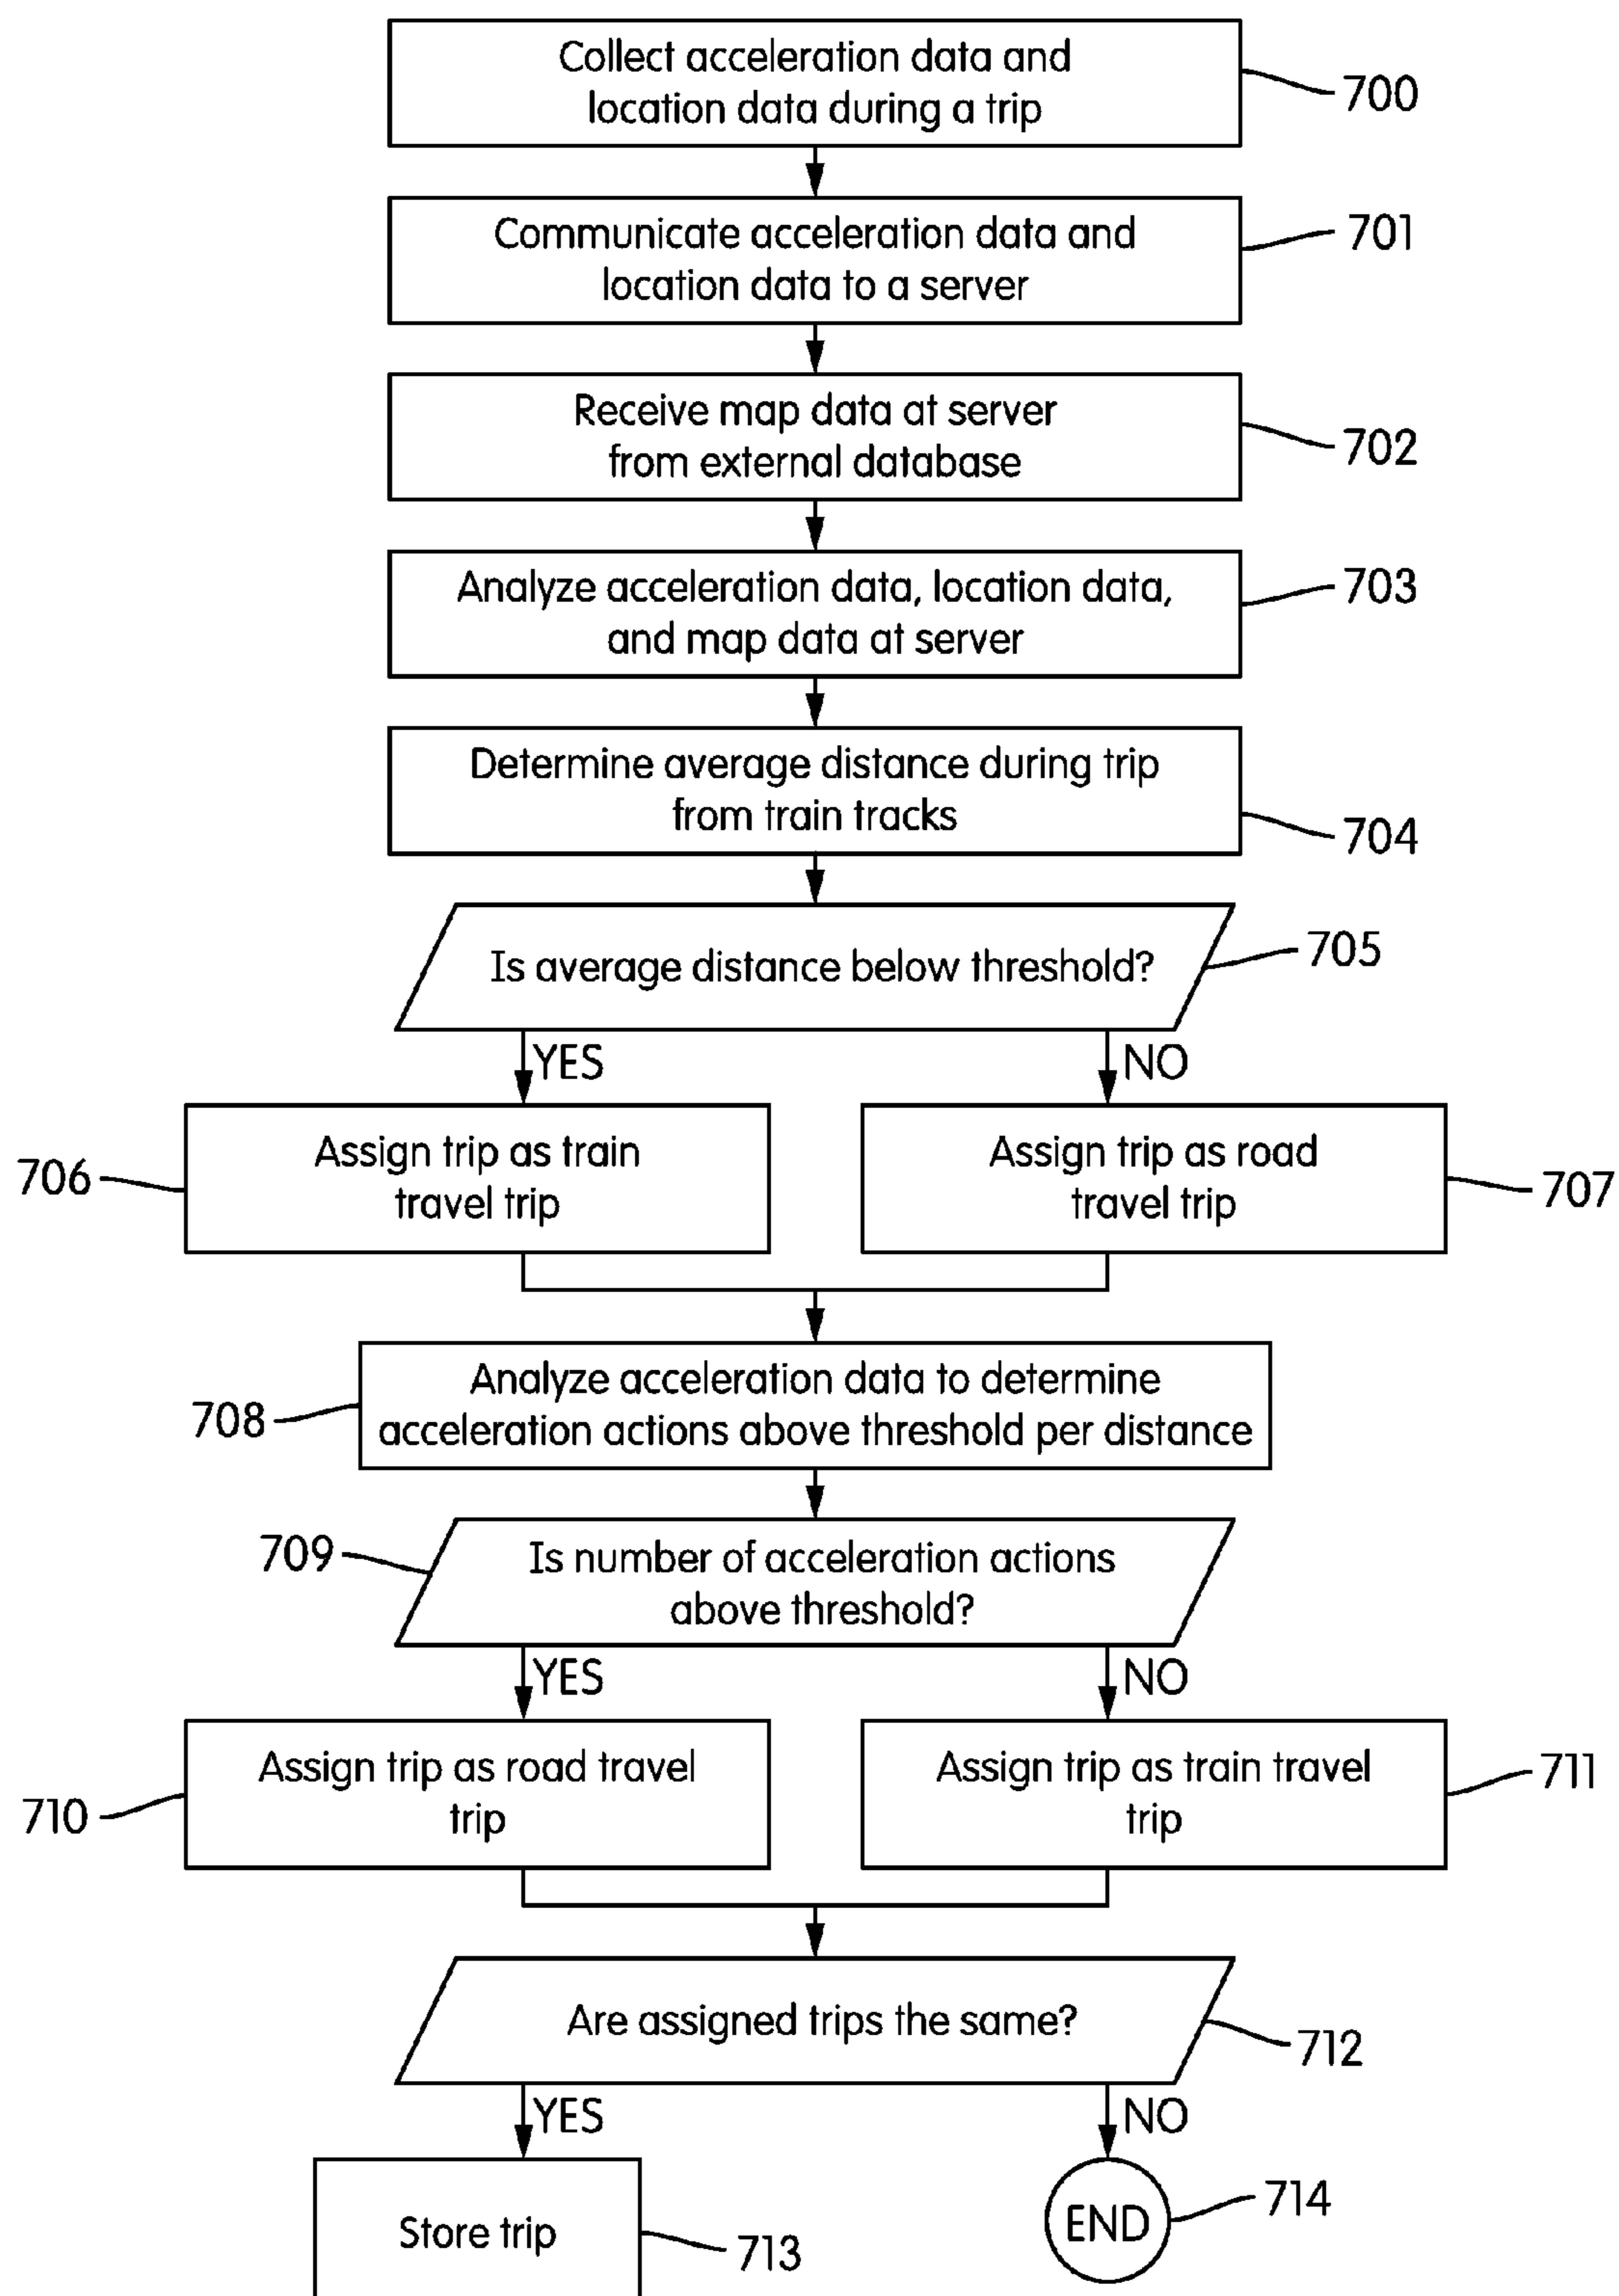 Collect acceleration data and
location data during a trip
700
Communicate acceleration data and
location data to a server
701
Receive map data at server
from external database
702
Analyze acceleration data, location data,
and map data at server
703
Determine average distance during trip
from train tracks
704
Is average distance below threshold?
705
YES
NO
706
Assign trip as train
travel trip
Assign trip as road
travel trip
707
708
Analyze acceleration data to determine
acceleration actions above threshold per distance
709
Is number of acceleration actions
above threshold?
YES
NO
710
Assign trip as road travel
trip
Assign trip as train travel
trip
711
Are assigned trips the same?
712
YES
NO
Store trip
713
END
714